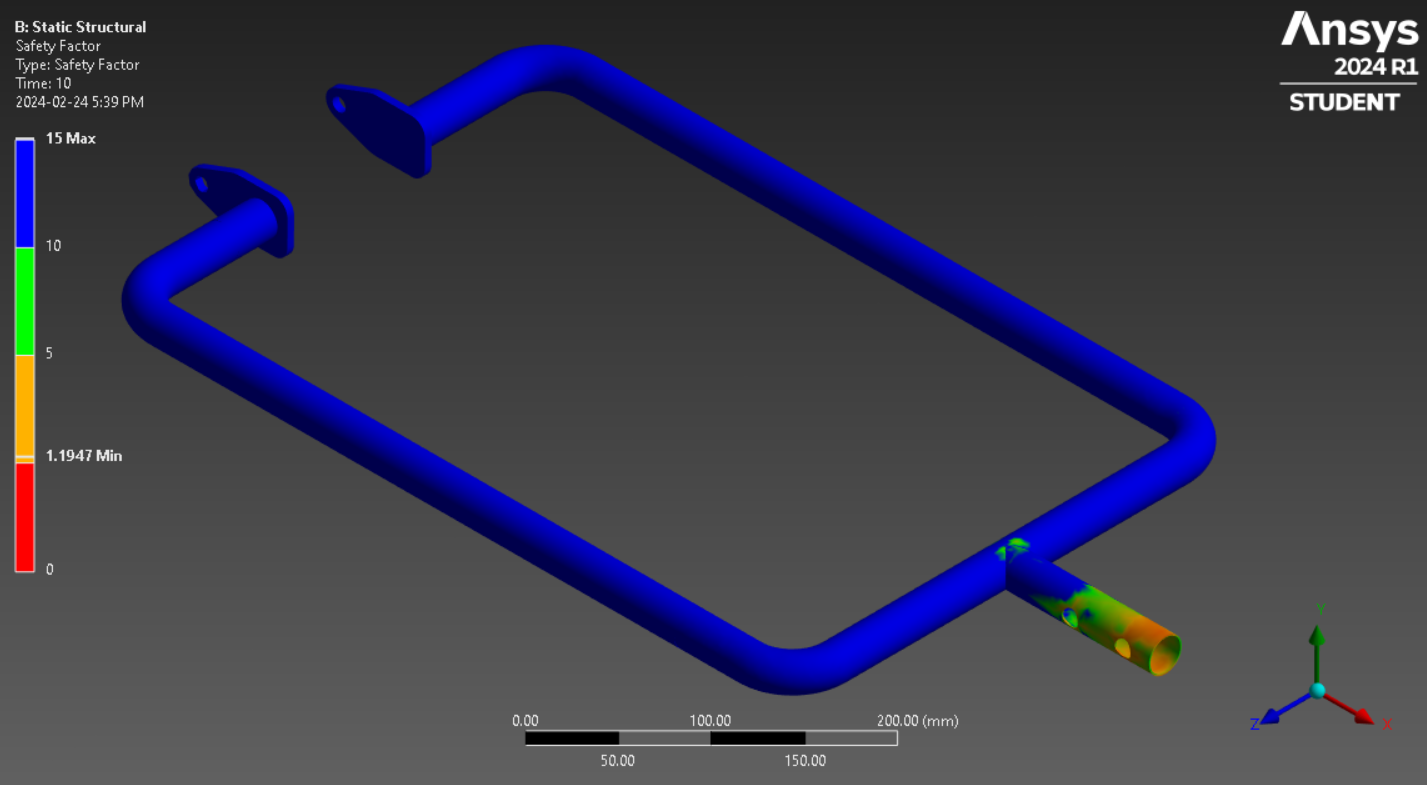 B: Static Structural
Safety Factor
Type: Safety Factor
Time: 10
2024-02-24 5:39 PM
15 Max
10
5
1.1947 Min
0
Ansys
2024 R1
STUDENT
0.00
100.00
200.00 (mm)
50.00
150.00
Y
Z
X